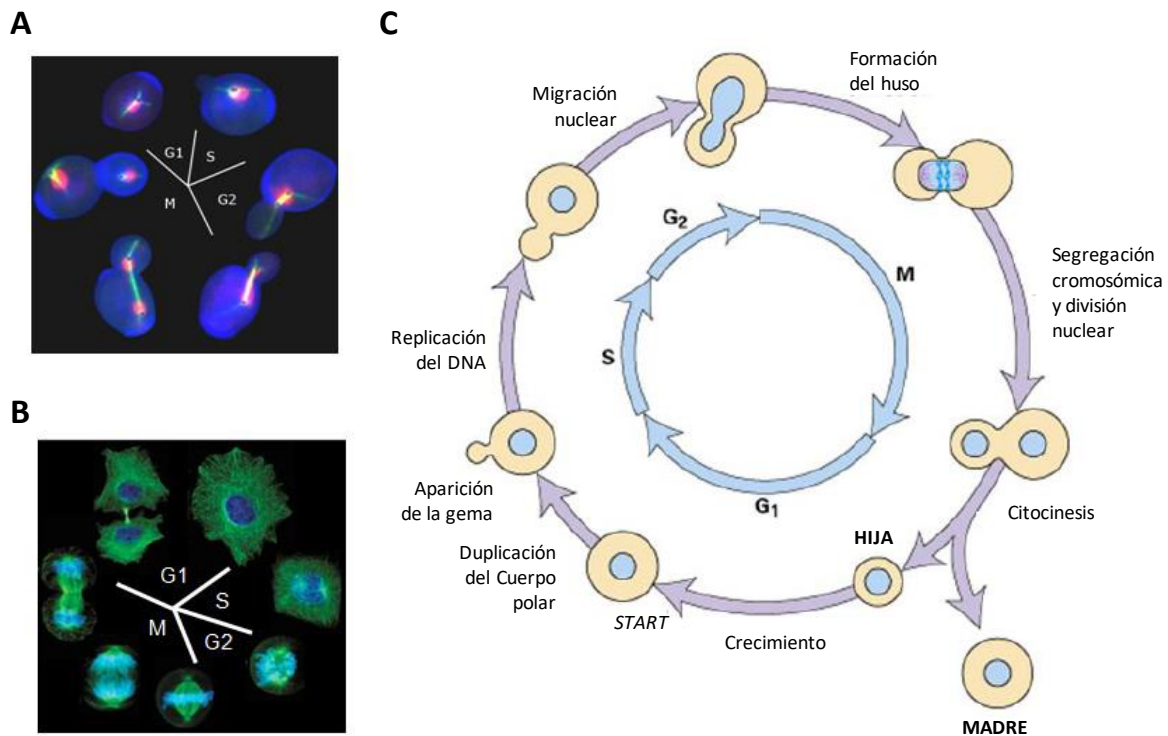 A
G1
S
M
G2
B
G1
S
M
G2
C
Formación
del huso
Migración
nuclear
G2
M
Segregación
cromosómica
y división
nuclear
Replicación
del DNA
S
Aparición
de la gema
G1
Citocinesis
HIJA
Duplicación
del Cuerpo
polar
START
Crecimiento
MADRE